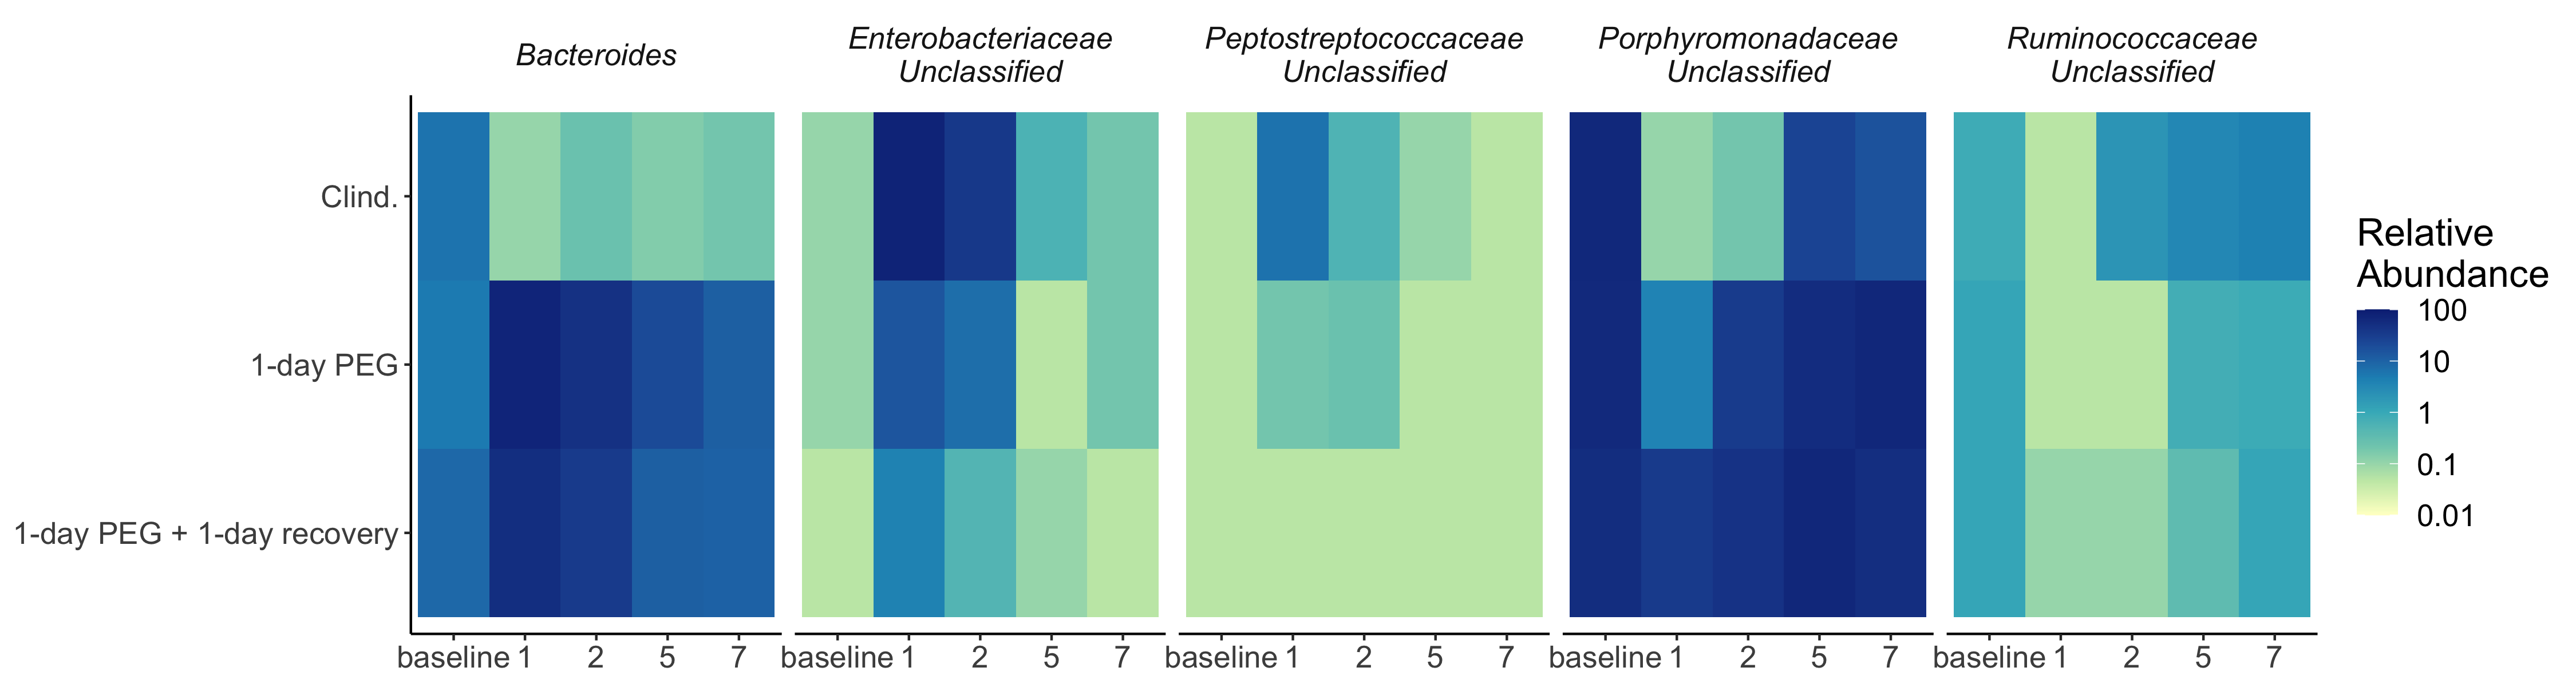 Bacteroides
Enterobacteriaceae
Unclassified
Peptostreptococcaceae
Unclassified
Porphyromonadaceae
Unclassified
Ruminococcaceae
Unclassified
Clind.
1-day PEG
1-day PEG + 1-day recovery
baseline 1 2 5 7
baseline 1 2 5 7
baseline 1 2 5 7
baseline 1 2 5 7
baseline 1 2 5 7
Relative
Abundance
100
10
1
0.1
0.01